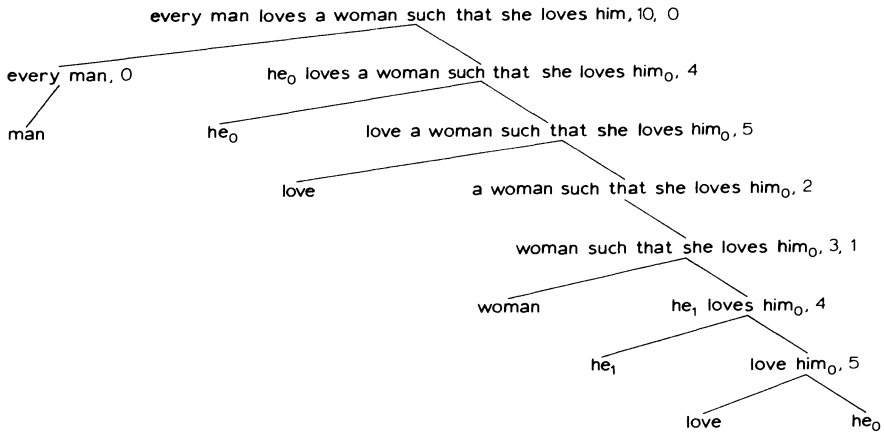 every man loves a woman such that she loves him, 10, 0
every man, 0 he₀ loves a woman such that she loves him₀, 4
man he₀ love a woman such that she loves him₀, 5
love a woman such that she loves him₀, 2
woman such that she loves him₀, 3, 1
woman he₁ loves him₀, 4
he₁ love him₀, 5
love he₀